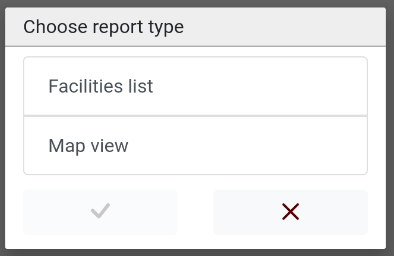 Choose report type
Facilities list
Map view